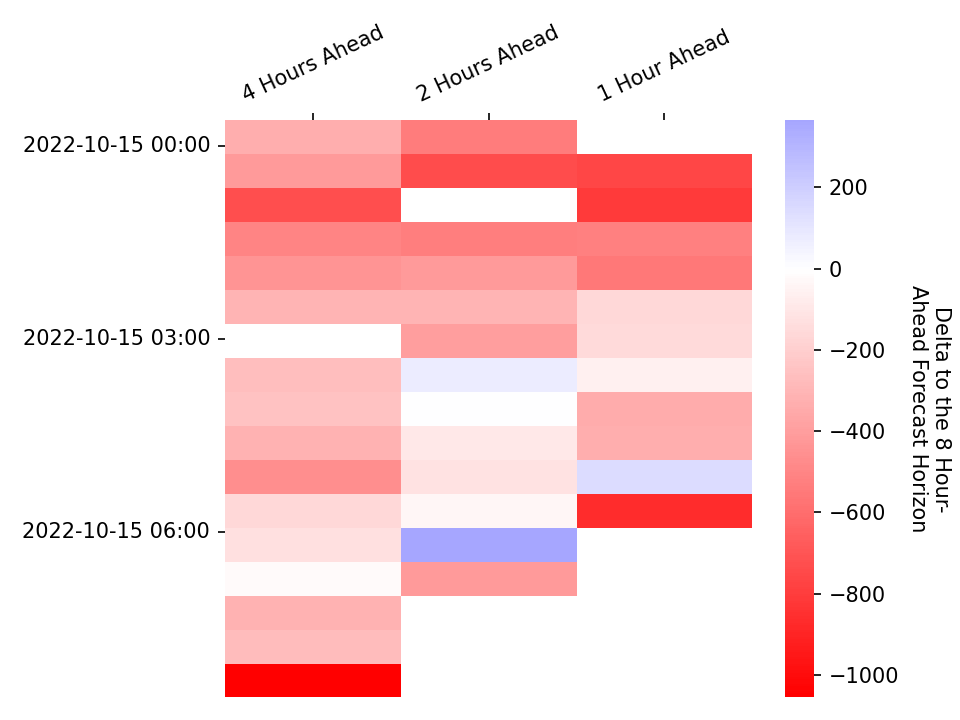 4 Hours Ahead
2 Hours Ahead
1 Hour Ahead
2022-10-15 00:00
2022-10-15 03:00
2022-10-15 06:00
200
0
−200
−400
−600
−800
−1000
Delta to the 8 Hour-
Ahead Forecast Horizon